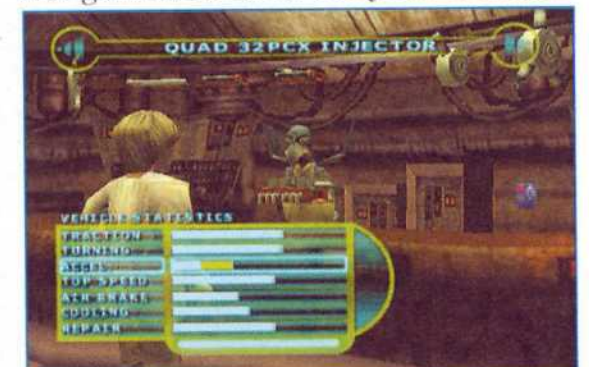 QUAD 32PCX INJECTOR
VEHICLE STATISTICS
TRACTION
TURNING
ACCEL
TOP SPEED
AIR BRAKE
COOLING
REPAIR